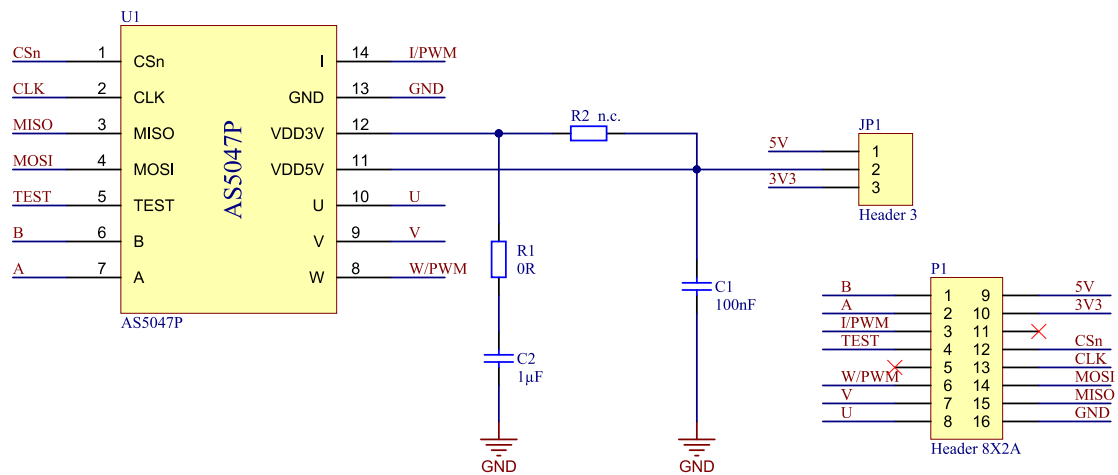 U1
CSn 1 CSn I 14 I/PWM
CLK 2 CLK GND 13 GND
MISO 3 MISO VDD3V 12
MOSI 4 MOSI VDD5V 11
TEST 5 TEST U 10 U
B 6 B V 9 V
A 7 A W 8 W/PWM
AS5047P
AS5047P
R2 n.c.
R1
0R
C2
1µF
GND
C1
100nF
GND
JP1
5V 1
2
3V3 3
Header 3
P1
B 1 9 5V
A 2 10 3V3
I/PWM 3 11
TEST 4 12 CSn
5 13 CLK
W/PWM 6 14 MOSI
V 7 15 MISO
U 8 16 GND
Header 8X2A